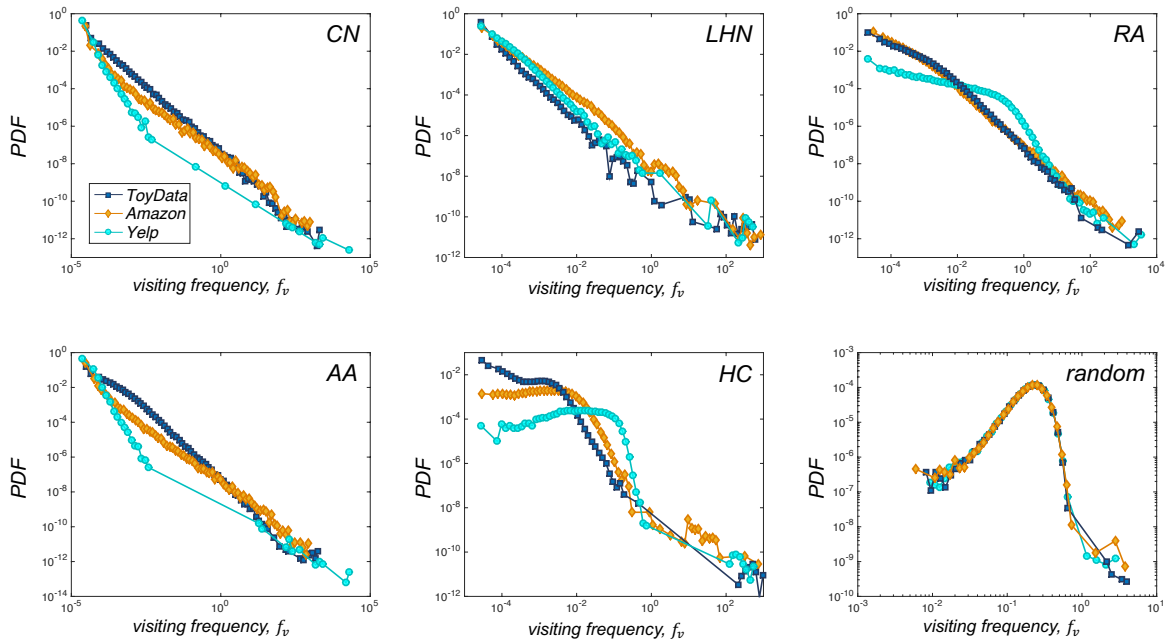 CN
LHN
RA
10^0
10^-2
10^-4
10^-6
10^-8
10^-10
10^-12
PDF
ToyData
Amazon
Yelp
10^-5 10^0 10^5
visiting frequency, f_v
10^0
10^-2
10^-4
10^-6
10^-8
10^-10
10^-12
PDF
10^-4 10^-2 10^0 10^2
visiting frequency, f_v
10^0
10^-2
10^-4
10^-6
10^-8
10^-10
10^-12
PDF
10^-4 10^-2 10^0 10^2 10^4
visiting frequency, f_v
AA
HC
random
10^0
10^-2
10^-4
10^-6
10^-8
10^-10
10^-12
10^-14
PDF
10^-5 10^0 10^5
visiting frequency, f_v
10^0
10^-2
10^-4
10^-6
10^-8
10^-10
10^-12
PDF
10^-4 10^-2 10^0 10^2
visiting frequency, f_v
10^-3
10^-4
10^-5
10^-6
10^-7
10^-8
10^-9
10^-10
PDF
10^-2 10^-1 10^0 10^1
visiting frequency, f_v